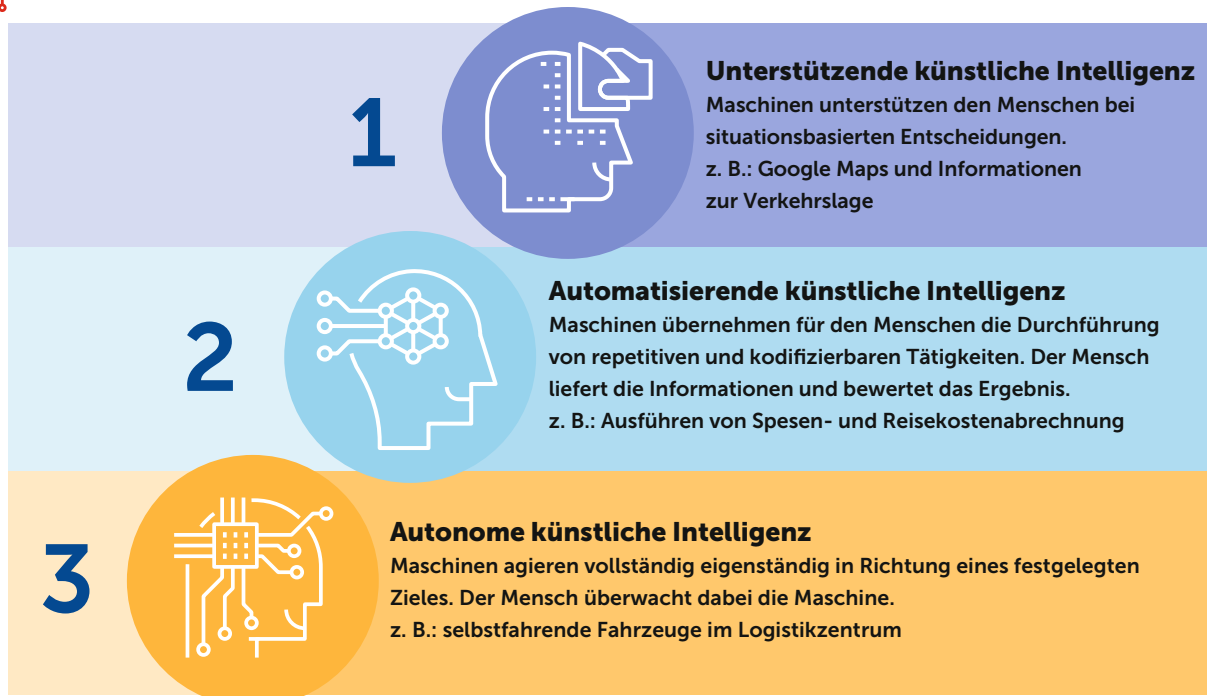 1
Unterstützende künstliche Intelligenz
Maschinen unterstützen den Menschen bei
situationsbasierten Entscheidungen.
z. B.: Google Maps und Informationen
zur Verkehrslage
2
Automatisierende künstliche Intelligenz
Maschinen übernehmen für den Menschen die Durchführung
von repetitiven und kodifizierbaren Tätigkeiten. Der Mensch
liefert die Informationen und bewertet das Ergebnis.
z. B.: Ausführen von Spesen- und Reisekostenabrechnung
3
Autonome künstliche Intelligenz
Maschinen agieren vollständig eigenständig in Richtung eines festgelegten
Zieles. Der Mensch überwacht dabei die Maschine.
z. B.: selbstfahrende Fahrzeuge im Logistikzentrum